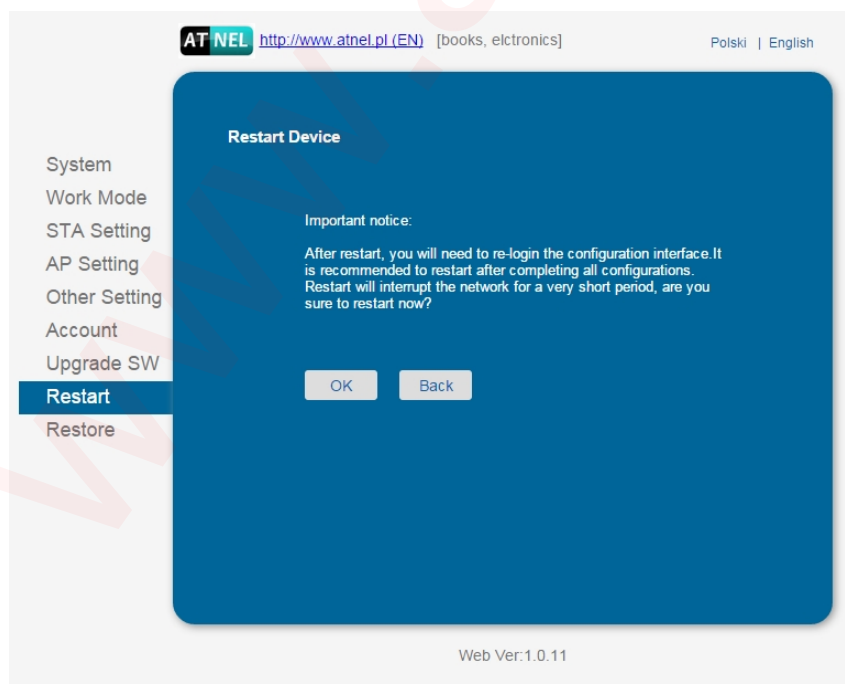 AT NEL http://www.atnel.pl (EN) [books, elctronics]
Polski | English
Restart Device
System
Work Mode
STA Setting
AP Setting
Other Setting
Account
Upgrade SW
Restart
Restore
Important notice:
After restart, you will need to re-login the configuration interface.It
is recommended to restart after completing all configurations.
Restart will interrupt the network for a very short period, are you
sure to restart now?
OK Back
Web Ver:1.0.11